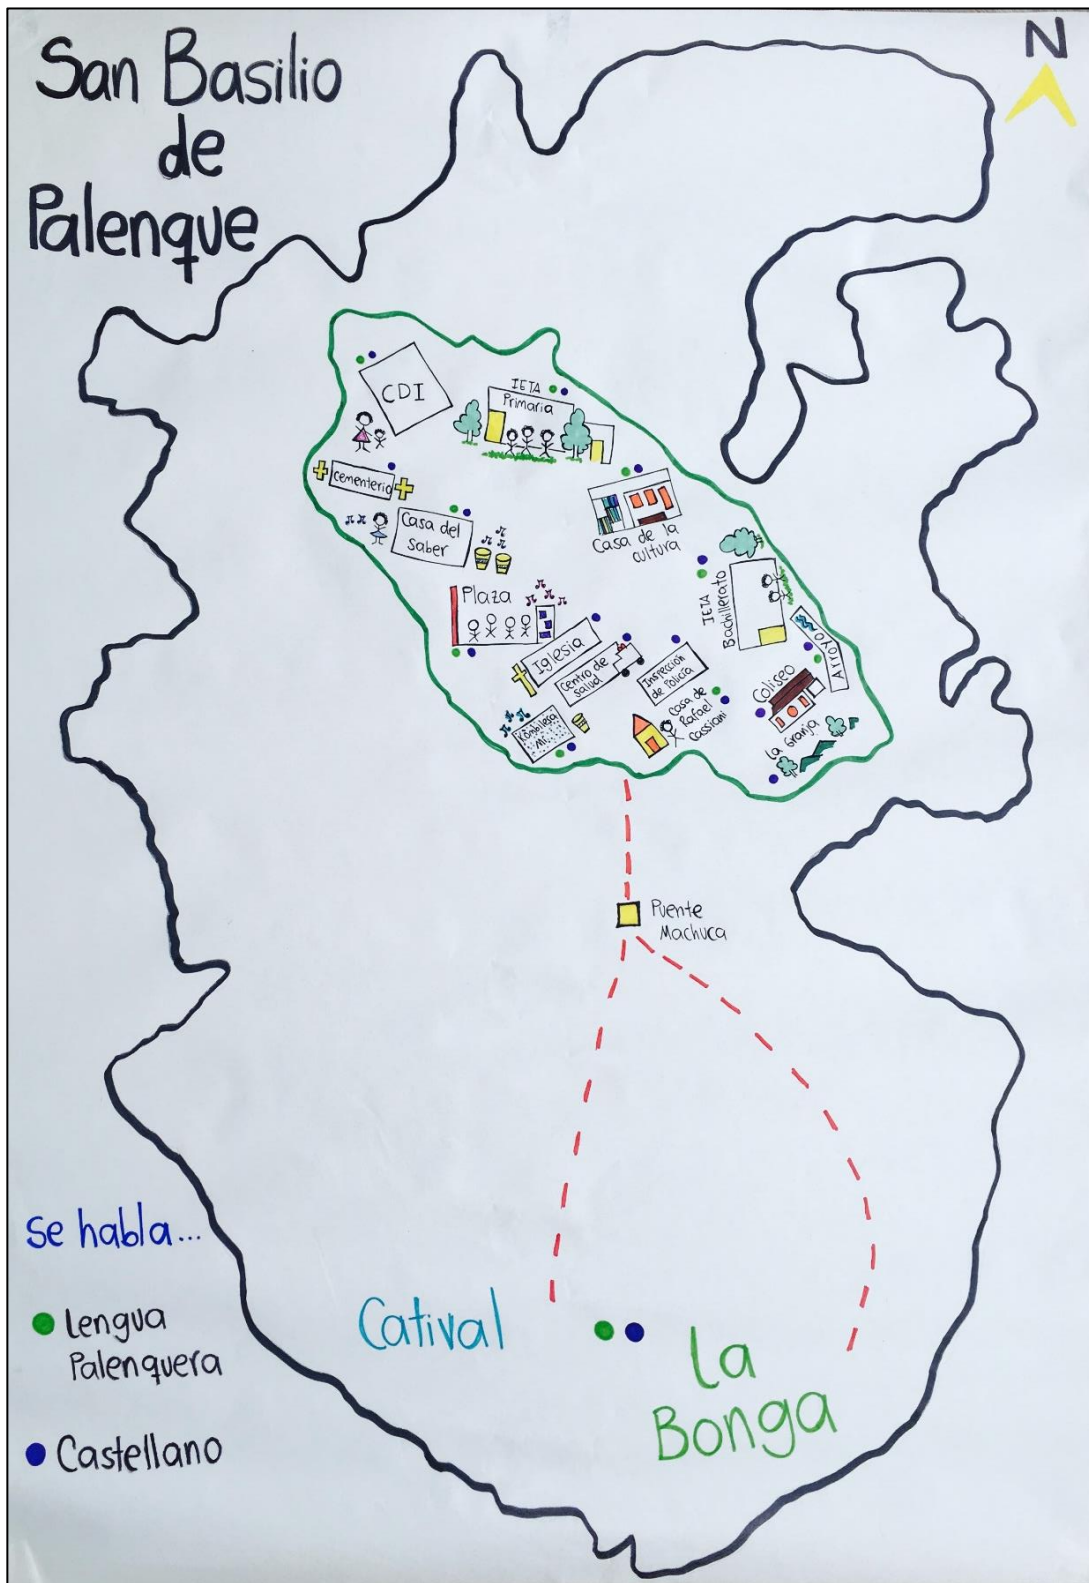 San Basilio
de
Palenque
N
CDI
IETA
Primaria
Cementerio
Casa del
saber
Casa de la
cultura
Plaza
IETA
Bachillerato
Iglesia
Centro de
salud
Inspección
de Policía
Arroyo
Coliseo
Kombilesa
mi
Casa de
Rafael
Cassiani
La Granja
Puente
Machuca
Se habla...
Lengua
Palenquera
Castellano
Catival
La
Bonga